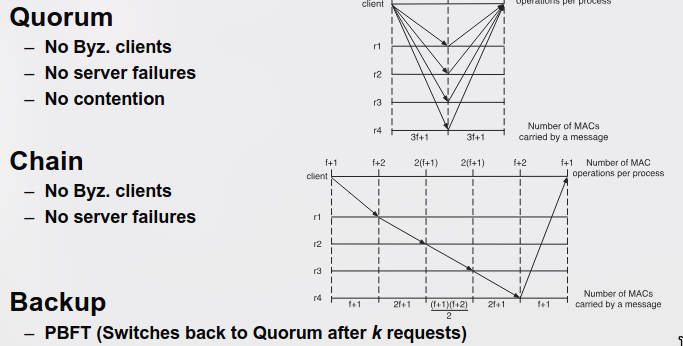 Quorum
– No Byz. clients
– No server failures
– No contention
client
operations per process
r1
r2
r3
r4
3f+1 3f+1
Number of MACs
carried by a message
Chain
– No Byz. clients
– No server failures
f+1 f+2 2(f+1) 2(f+1) f+2 f+1 Number of MAC
client operations per process
r1
r2
r3
r4
f+1 2f+1 (f+1)(f+2) 2f+1 f+1
2
Number of MACs
carried by a message
Backup
– PBFT (Switches back to Quorum after k requests)